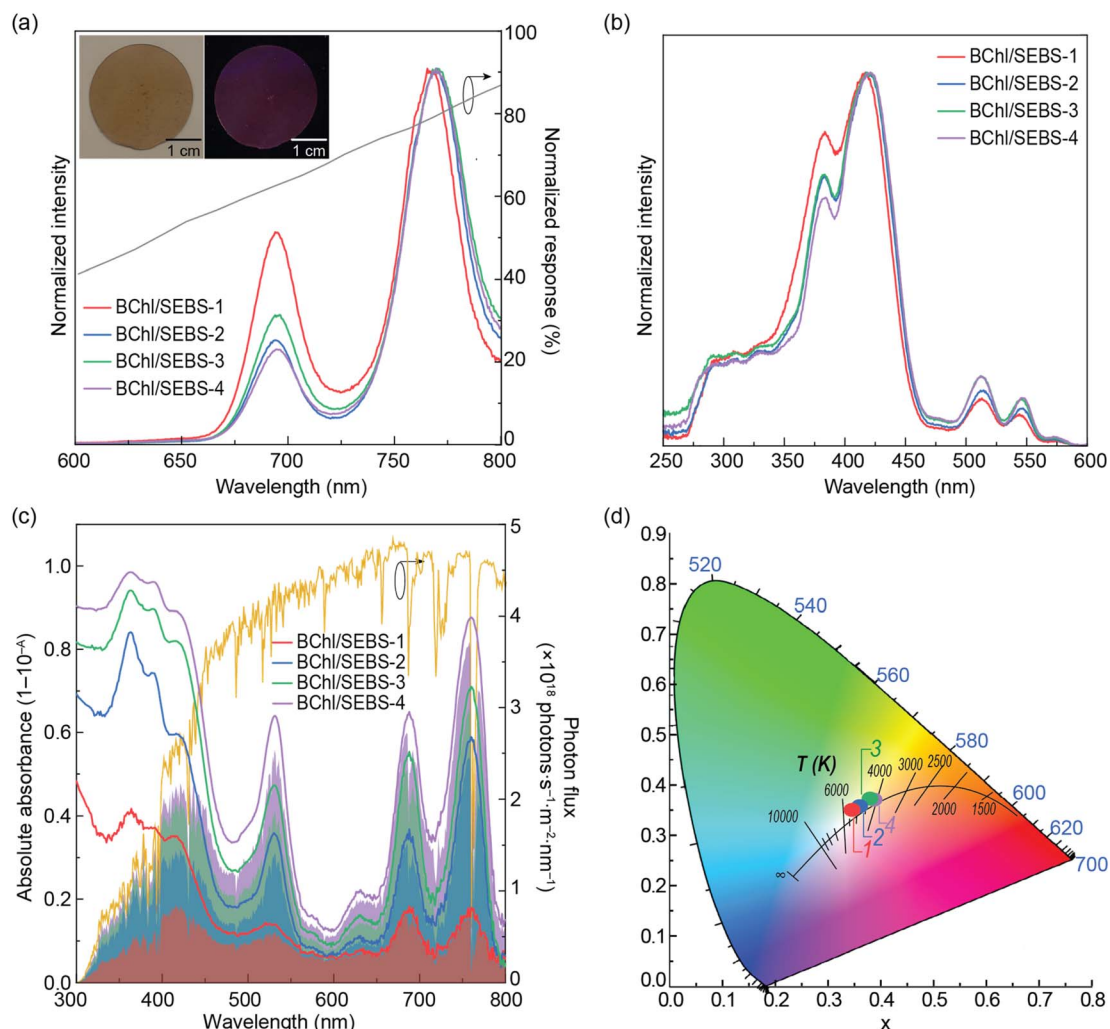 (a)
100
80
60
40
20
0
1 cm
1 cm
Normalized intensity
Normalized response (%)
BChl/SEBS-1
BChl/SEBS-2
BChl/SEBS-3
BChl/SEBS-4
600 650 700 750 800
Wavelength (nm)
(b)
Normalized intensity
BChl/SEBS-1
BChl/SEBS-2
BChl/SEBS-3
BChl/SEBS-4
250 300 350 400 450 500 550 600
Wavelength (nm)
(c)
1.0
0.8
0.6
0.4
0.2
0.0
5
4
3
2
1
0
Absolute absorbance (1–10⁻ᴬ)
Photon flux
(×10¹⁸ photons·s⁻¹·m⁻²·nm⁻¹)
BChl/SEBS-1
BChl/SEBS-2
BChl/SEBS-3
BChl/SEBS-4
300 400 500 600 700 800
Wavelength (nm)
(d)
0.9
0.8
0.7
0.6
0.5
0.4
0.3
0.2
0.1
0.0
520
540
560
580
600
620
700
T (K)
3
4000
3000
2500
6000
10000
2000
1500
4
2
1
∞
0.0 0.1 0.2 0.3 0.4 0.5 0.6 0.7 0.8
x